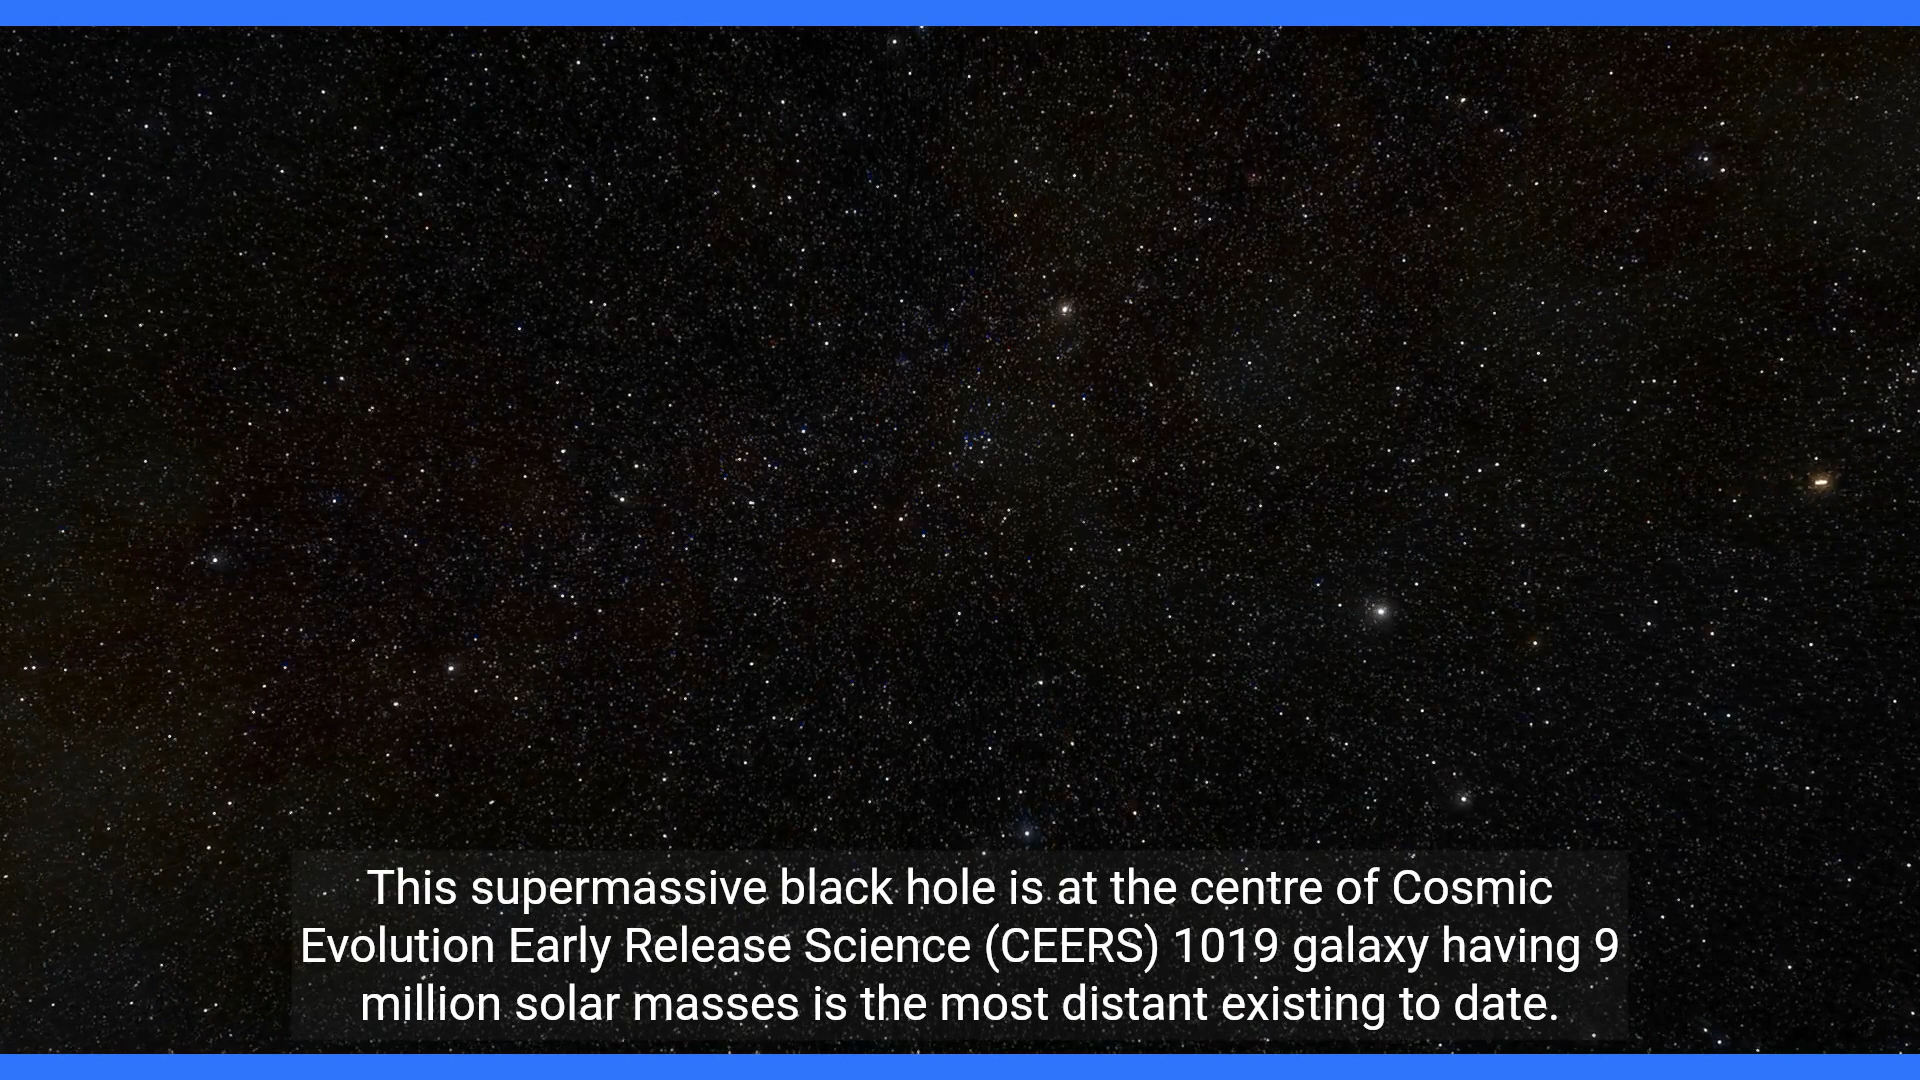 This supermassive black hole is at the centre of Cosmic
Evolution Early Release Science (CEERS) 1019 galaxy having 9
million solar masses is the most distant existing to date.